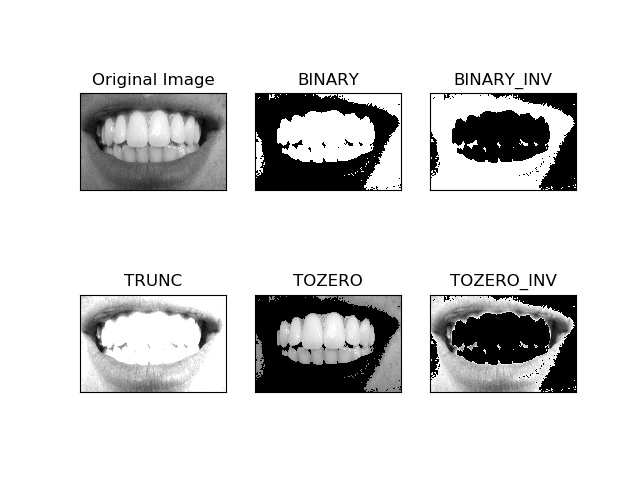 Original Image
BINARY
BINARY_INV
TRUNC
TOZERO
TOZERO_INV